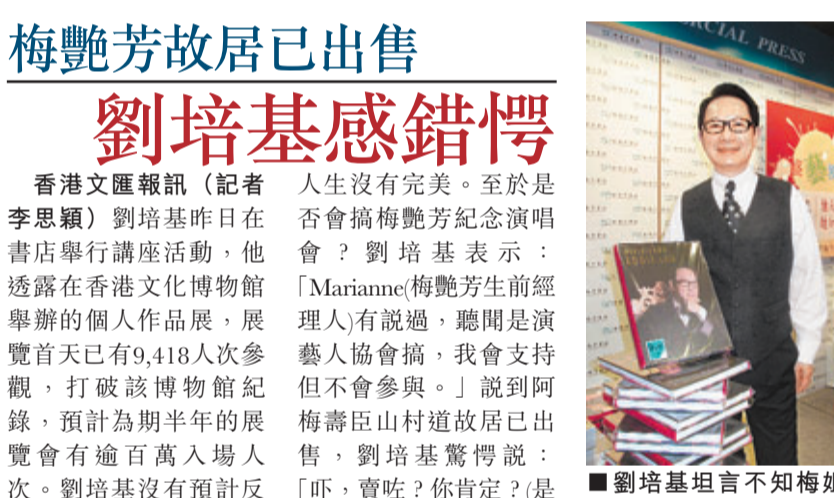 梅艷芳故居已出售
劉培基感錯愕
香港文匯報訊（記者
李思穎）劉培基昨日在
書店舉行講座活動，他
透露在香港文化博物館
舉辦的個人作品展，展
覽首天已有9,418人次參
觀，打破該博物館紀
錄，預計為期半年的展
覽會有逾百萬入場人
次。劉培基沒有預計反
人生沒有完美。至於是
否會搞梅艷芳紀念演唱
會？劉培基表示：
「Marianne(梅艷芳生前經
理人)有說過，聽聞是演
藝人協會搞，我會支持
但不會參與。」說到阿
梅壽臣山村道故居已出
售，劉培基驚愕說：
「吓，賣咗？你肯定？(是
COMMERCIAL PRESS
藝
■劉培基坦言不知梅